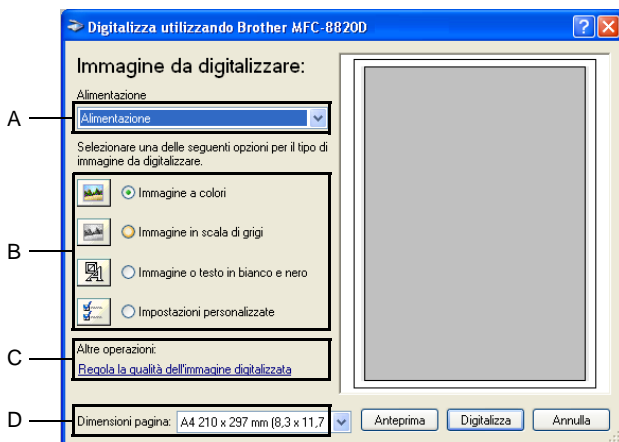 Digitalizza utilizzando Brother MFC-8820D
Immagine da digitalizzare:
Alimentazione
A
Alimentazione
Selezionare una delle seguenti opzioni per il tipo di
immagine da digitalizzare.
Immagine a colori
Immagine in scala di grigi
B
Immagine o testo in bianco e nero
Impostazioni personalizzate
Altre operazioni:
C
Regola la qualità dell'immagine digitalizzata
D
Dimensioni pagina: A4 210 x 297 mm (8,3 x 11,7 Anteprima Digitalizza Annulla